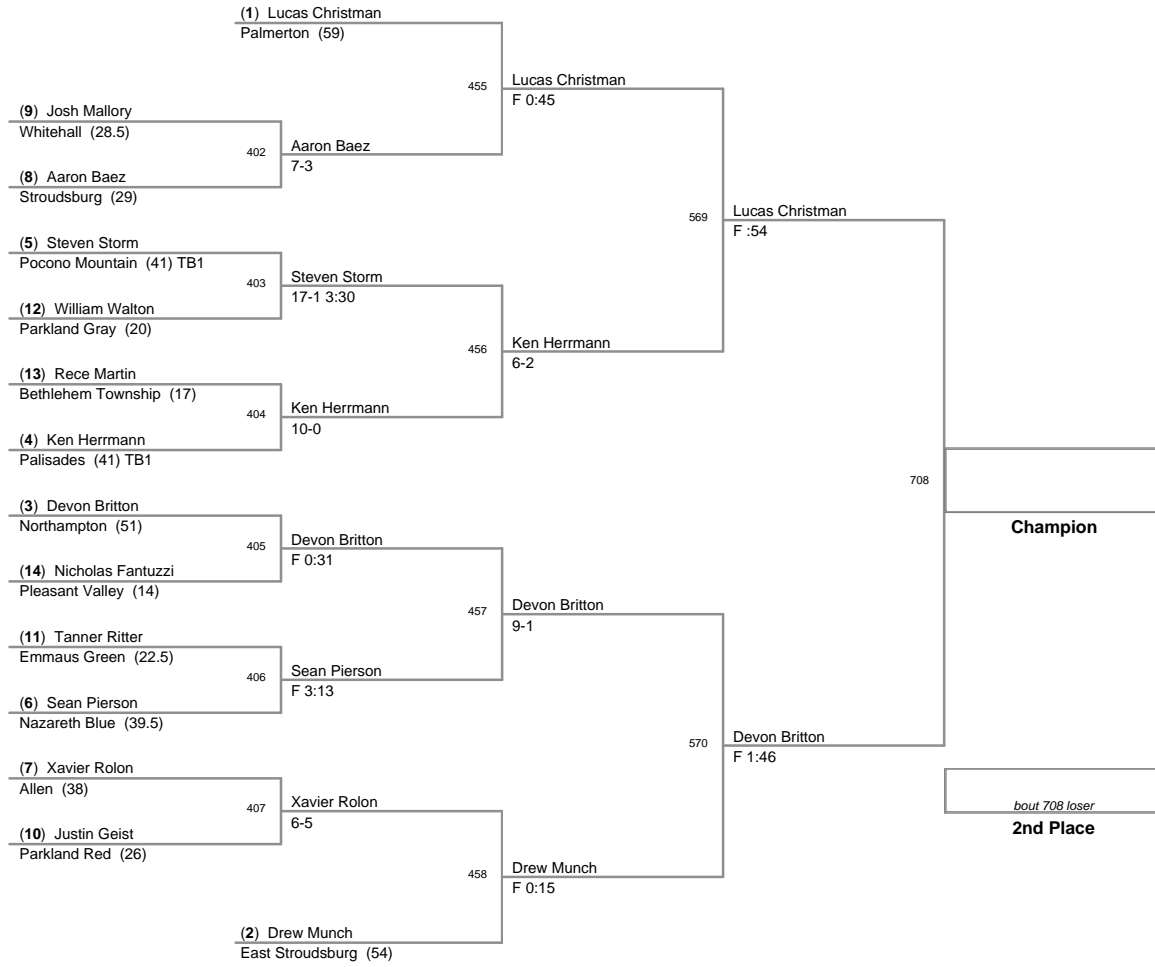 (1) Lucas Christman
Palmerton (59)
455
Lucas Christman
F 0:45
(9) Josh Mallory
Whitehall (28.5)
402
Aaron Baez
7-3
(8) Aaron Baez
Stroudsburg (29)
569
Lucas Christman
F :54
(5) Steven Storm
Pocono Mountain (41) TB1
403
Steven Storm
17-1 3:30
(12) William Walton
Parkland Gray (20)
456
Ken Herrmann
6-2
(13) Rece Martin
Bethlehem Township (17)
404
Ken Herrmann
10-0
(4) Ken Herrmann
Palisades (41) TB1
708
Champion
(3) Devon Britton
Northampton (51)
405
Devon Britton
F 0:31
(14) Nicholas Fantuzzi
Pleasant Valley (14)
457
Devon Britton
9-1
(11) Tanner Ritter
Emmaus Green (22.5)
406
Sean Pierson
F 3:13
(6) Sean Pierson
Nazareth Blue (39.5)
570
Devon Britton
F 1:46
(7) Xavier Rolon
Allen (38)
407
Xavier Rolon
6-5
bout 708 loser
2nd Place
(10) Justin Geist
Parkland Red (26)
458
Drew Munch
F 0:15
(2) Drew Munch
East Stroudsburg (54)